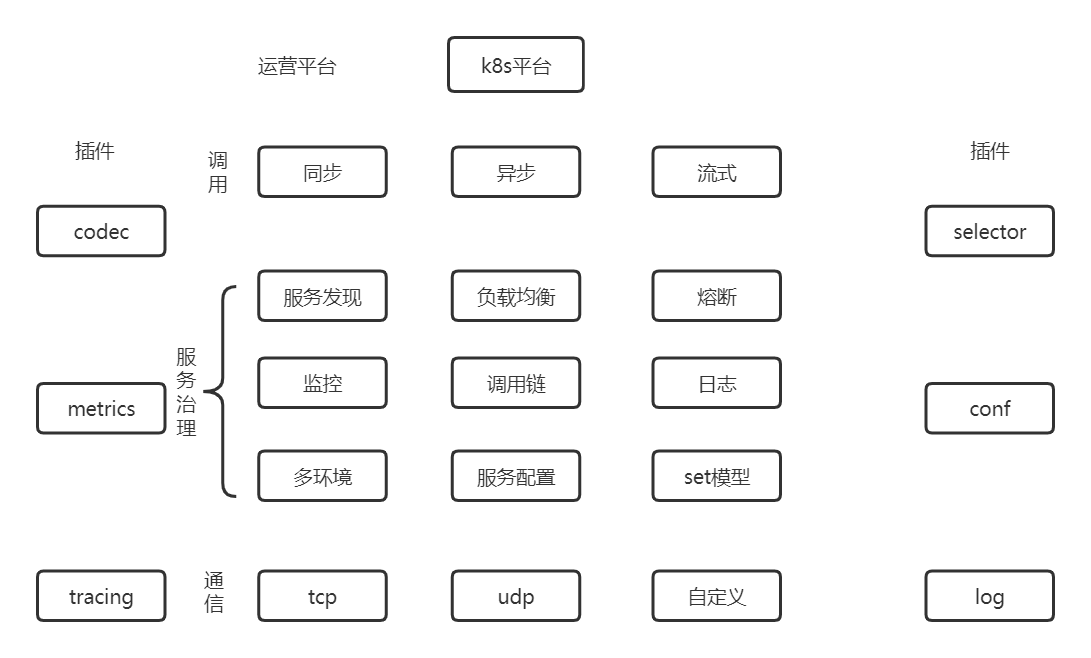 运营平台
k8s平台
插件
调用
同步
异步
流式
插件
codec
selector
服务治理
服务发现
负载均衡
熔断
metrics
监控
调用链
日志
conf
多环境
服务配置
set模型
tracing
通信
tcp
udp
自定义
log